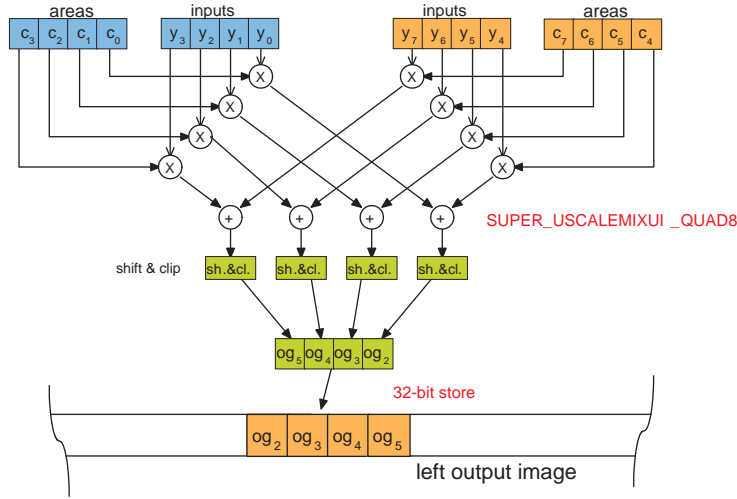 areas inputs inputs areas
c3 c2 c1 c0 y3 y2 y1 y0 y7 y6 y5 y4 c7 c6 c5 c4
X X
X X
X X
X X
+ + + +
SUPER_USCALEMIXUI _QUAD8
shift & clip sh.&cl. sh.&cl. sh.&cl. sh.&cl.
og5 og4 og3 og2
32-bit store
og2 og3 og4 og5
left output image